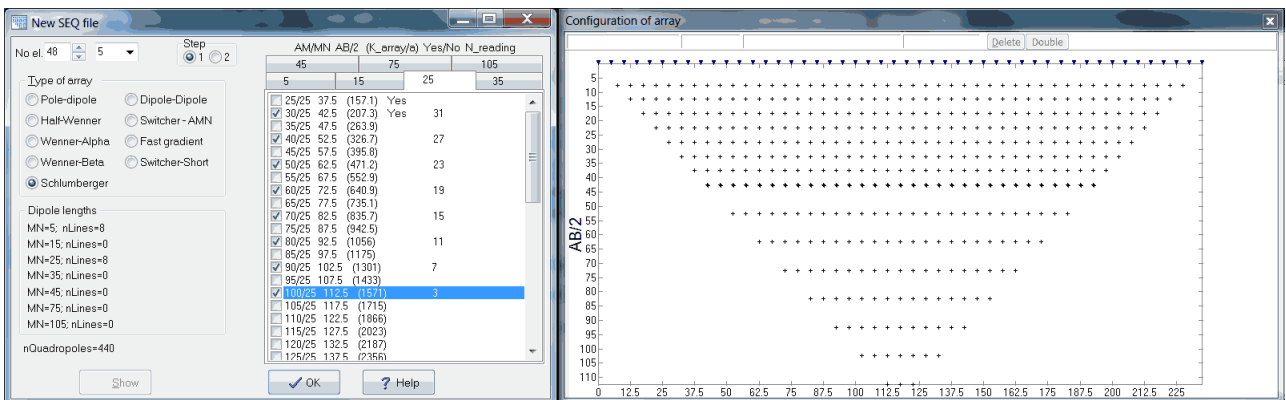 New SEQ file
No el. 48 5
Step
1 2
Type of array
Pole-dipole Dipole-Dipole
Half-Wenner Switcher - AMN
Wenner-Alpha Fast gradient
Wenner-Beta Switcher-Short
Schlumberger
Dipole lengths
MN=5; nLines=8
MN=15; nLines=0
MN=25; nLines=8
MN=35; nLines=0
MN=45; nLines=0
MN=75; nLines=0
MN=105; nLines=0
nQuadropoles=440
Show
AM/MN AB/2 (K_array/a) Yes/No N_reading
45 75 105
5 15 25 35
25/25 37.5 (157.1) Yes
30/25 42.5 (207.3) Yes 31
35/25 47.5 (263.9)
40/25 52.5 (326.7) 27
45/25 57.5 (395.8)
50/25 62.5 (471.2) 23
55/25 67.5 (552.9)
60/25 72.5 (640.9) 19
65/25 77.5 (735.1)
70/25 82.5 (835.7) 15
75/25 87.5 (942.5)
80/25 92.5 (1056) 11
85/25 97.5 (1175)
90/25 102.5 (1301) 7
95/25 107.5 (1433)
100/25 112.5 (1571) 3
105/25 117.5 (1715)
110/25 122.5 (1866)
115/25 127.5 (2023)
120/25 132.5 (2187)
125/25 137.5 (2356)
OK
? Help
Configuration of array
Delete Double
AB/2
5
10
15
20
25
30
35
40
45
50
55
60
65
70
75
80
85
90
95
100
105
110
0 12.5 25 37.5 50 62.5 75 87.5 100 112.5 125 137.5 150 162.5 175 187.5 200 212.5 225